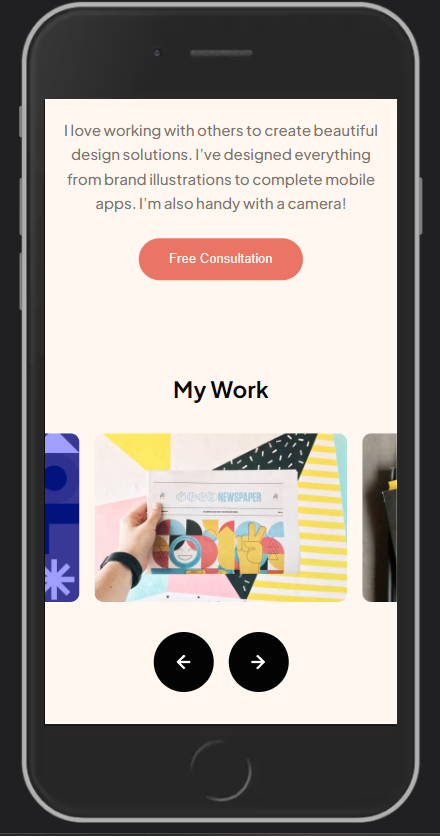 I love working with others to create beautiful
design solutions. I’ve designed everything
from brand illustrations to complete mobile
apps. I’m also handy with a camera!
Free Consultation
My Work
GOOD NEWSPAPER